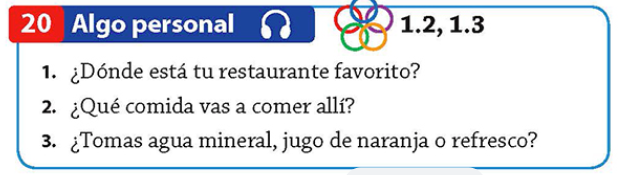 20 Algo personal 1.2, 1.3
1. ¿Dónde está tu restaurante favorito?
2. ¿Qué comida vas a comer allí?
3. ¿Tomas agua mineral, jugo de naranja o refresco?